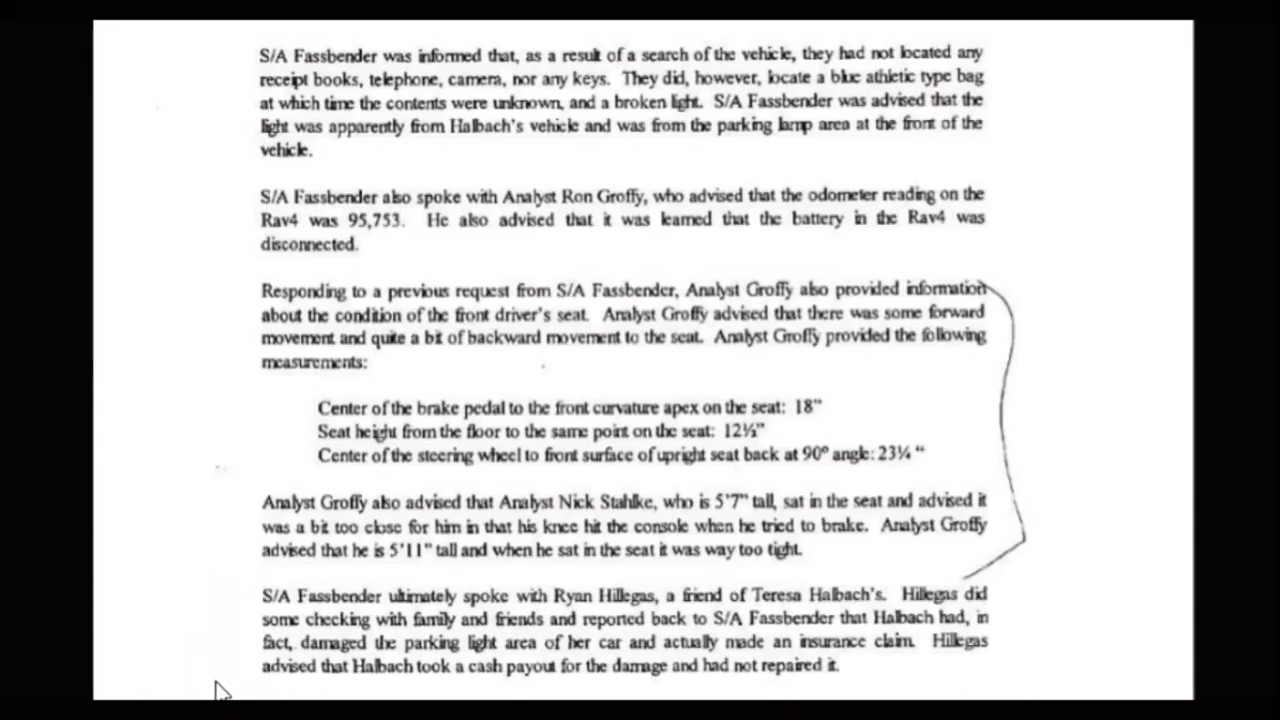 S/A Fassbender was informed that, as a result of a search of the vehicle, they had not located any
receipt books, telephone, camera, nor any keys. They did, however, locate a blue athletic type bag
at which time the contents were unknown, and a broken light. S/A Fassbender was advised that the
light was apparently from Halbach's vehicle and was from the parking lamp area at the front of the
vehicle.
S/A Fassbender also spoke with Analyst Ron Groffy, who advised that the odometer reading on the
Rav4 was 95,753. He also advised that it was learned that the battery in the Rav4 was
disconnected.
Responding to a previous request from S/A Fassbender, Analyst Groffy also provided information
about the condition of the front driver's seat. Analyst Groffy advised that there was some forward
movement and quite a bit of backward movement to the seat. Analyst Groffy provided the following
measurements:
Center of the brake pedal to the front curvature apex on the seat: 18"
Seat height from the floor to the same point on the seat: 12½"
Center of the steering wheel to front surface of upright seat back at 90° angle: 23¼ "
Analyst Groffy also advised that Analyst Nick Stahlke, who is 5'7" tall, sat in the seat and advised it
was a bit too close for him in that his knee hit the console when he tried to brake. Analyst Groffy
advised that he is 5'11" tall and when he sat in the seat it was way too tight.
S/A Fassbender ultimately spoke with Ryan Hillegas, a friend of Teresa Halbach's. Hillegas did
some checking with family and friends and reported back to S/A Fassbender that Halbach had, in
fact, damaged the parking light area of her car and actually made an insurance claim. Hillegas
advised that Halbach took a cash payout for the damage and had not repaired it.